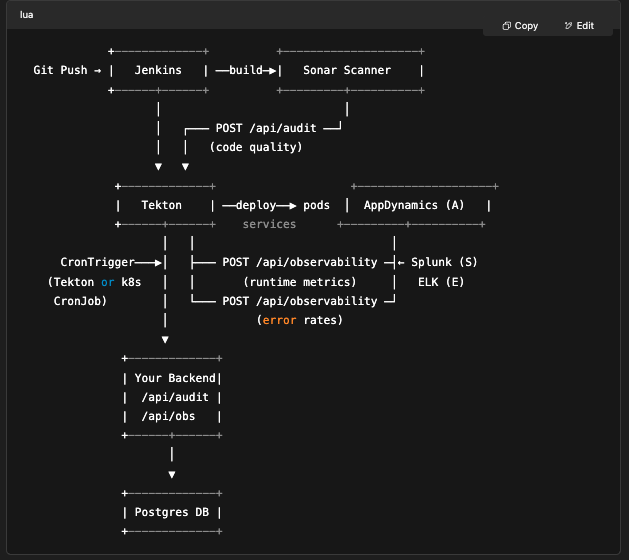 lua
Copy Edit
Git Push → | Jenkins | —build—▶| Sonar Scanner |
POST /api/audit
(code quality)
| Tekton | —deploy—▶ pods | AppDynamics (A) |
services
CronTrigger—▶| POST /api/observability ← Splunk (S)
(Tekton or k8s | (runtime metrics) | ELK (E)
CronJob) | POST /api/observability
(error rates)
| Your Backend|
| /api/audit |
| /api/obs |
| Postgres DB |